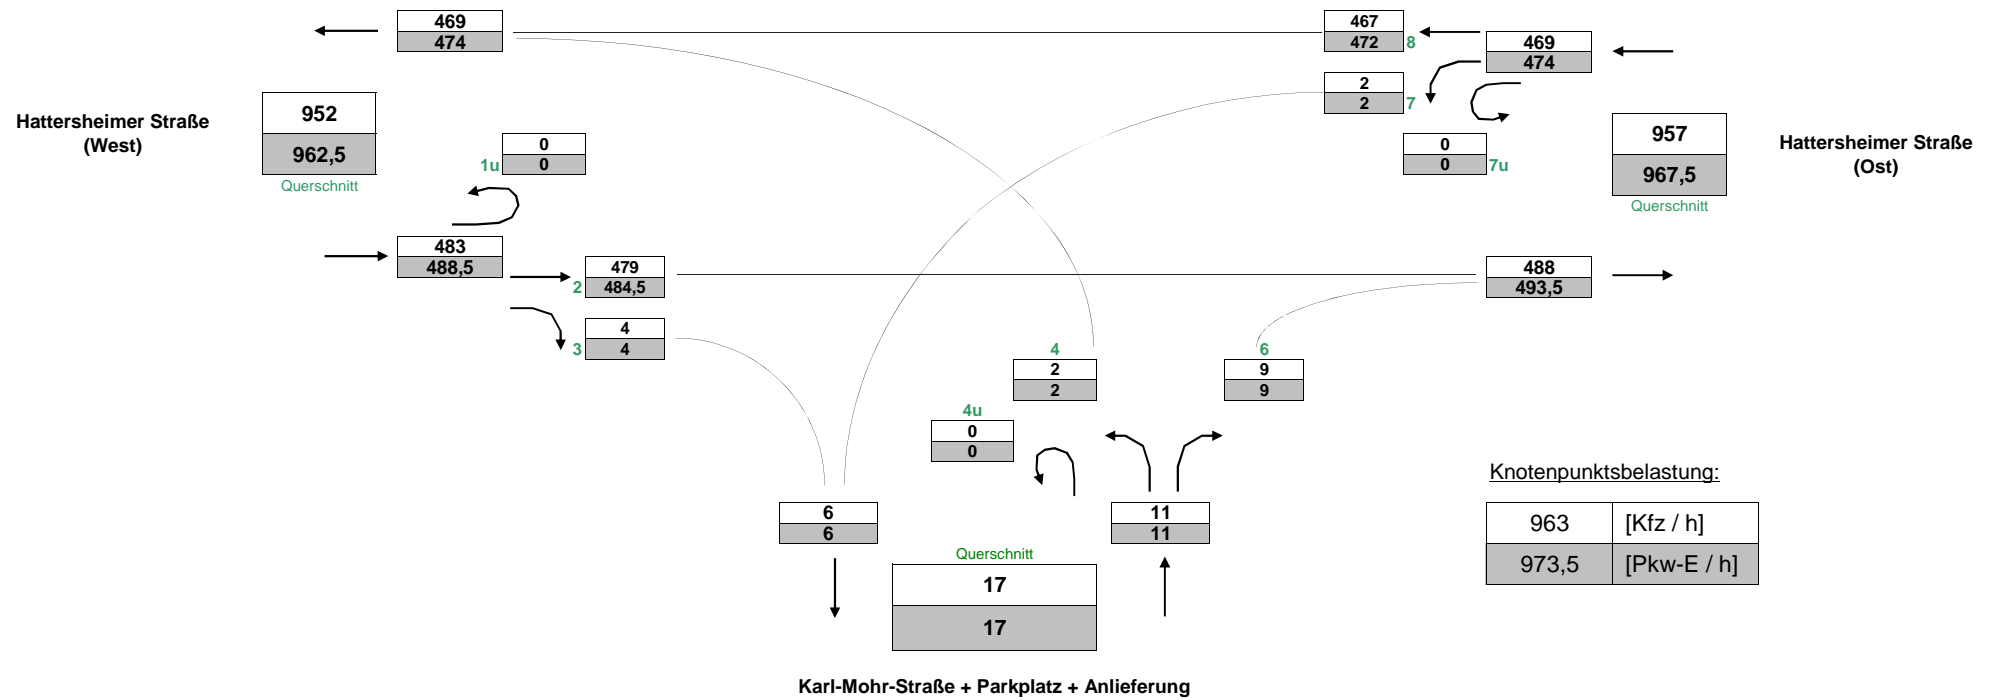 469
474
467
472 8
469
474
2
2 7
Hattersheimer Straße
(West)
952
962,5
Querschnitt
0
1u 0
0
0 7u
957
967,5
Querschnitt
Hattersheimer Straße
(Ost)
483
488,5
479
2 484,5
488
493,5
4
3 4
4
2
2
6
9
9
4u
0
0
6
6
11
11
Querschnitt
17
17
Karl-Mohr-Straße + Parkplatz + Anlieferung
Knotenpunktsbelastung:
963 [Kfz / h]
973,5 [Pkw-E / h]